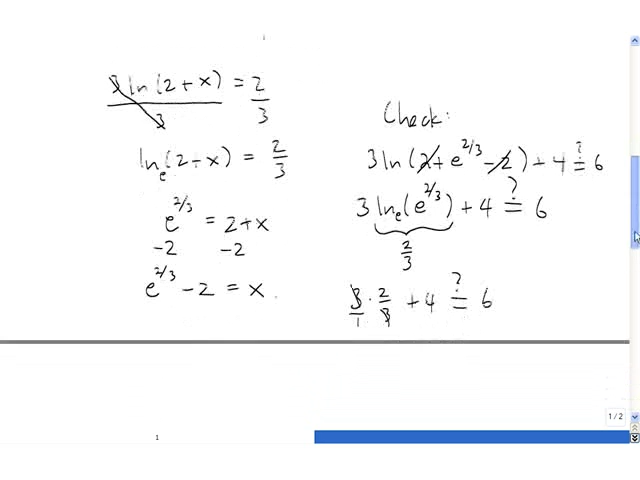 3 ln(2+x) = 2
3 3
lnₑ(2+x) = 2/3
e^2/3 = 2+x
-2 -2
e^2/3 - 2 = x
Check:
3 ln(2+e^2/3 -2) + 4 ≟ 6
3 lnₑ(e^2/3) + 4 ≟ 6
2/3
3/1 · 2/3 + 4 ≟ 6
1 / 2
1